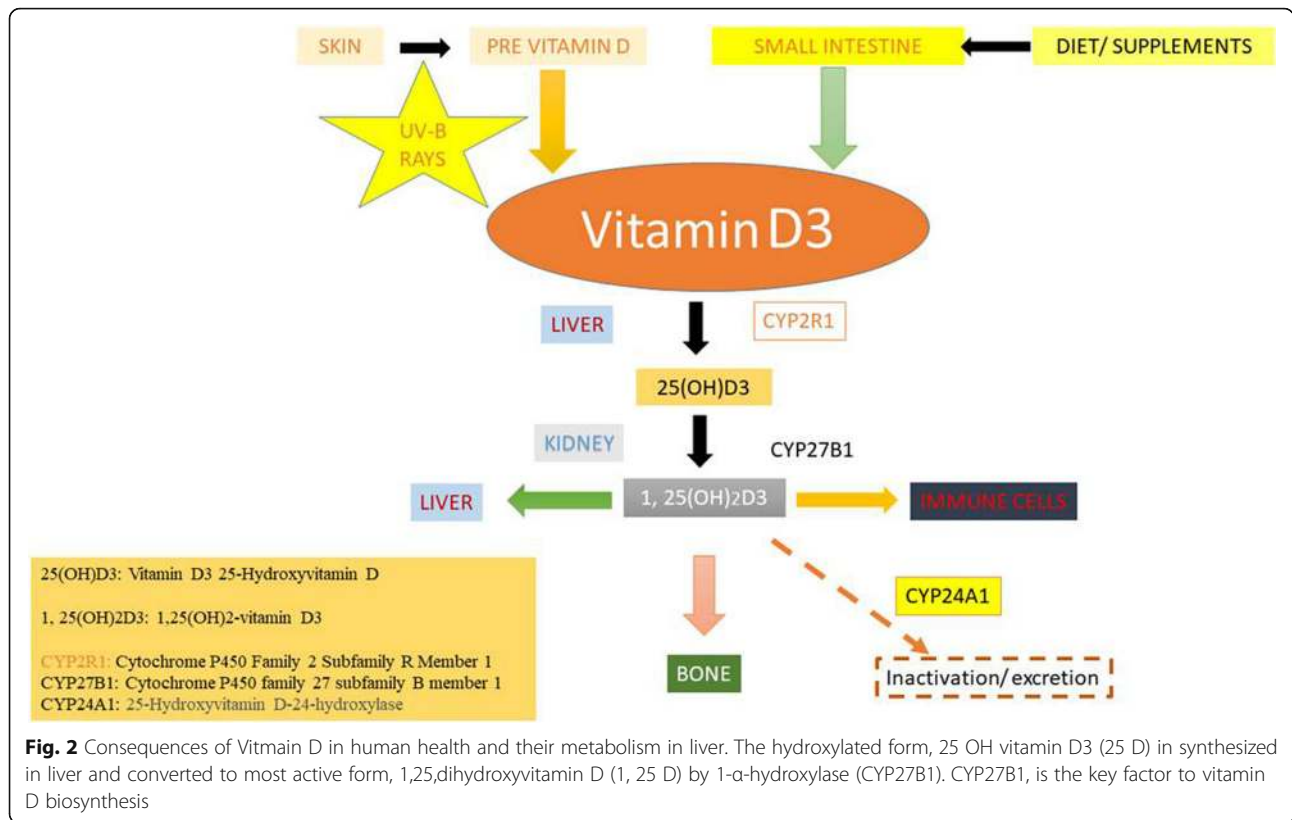 SKIN
PRE VITAMIN D
SMALL INTESTINE
DIET/ SUPPLEMENTS
UV-B
RAYS
Vitamin D3
LIVER
CYP2R1
25(OH)D3
KIDNEY
CYP27B1
LIVER
1, 25(OH)2D3
IMMUNE CELLS
CYP24A1
BONE
Inactivation/excretion
25(OH)D3: Vitamin D3 25-Hydroxyvitamin D
1, 25(OH)2D3: 1,25(OH)2-vitamin D3
CYP2R1: Cytochrome P450 Family 2 Subfamily R Member 1
CYP27B1: Cytochrome P450 family 27 subfamily B member 1
CYP24A1: 25-Hydroxyvitamin D-24-hydroxylase
Fig. 2 Consequences of Vitmain D in human health and their metabolism in liver. The hydroxylated form, 25 OH vitamin D3 (25 D) in synthesized
in liver and converted to most active form, 1,25,dihydroxyvitamin D (1, 25 D) by 1-α-hydroxylase (CYP27B1). CYP27B1, is the key factor to vitamin
D biosynthesis